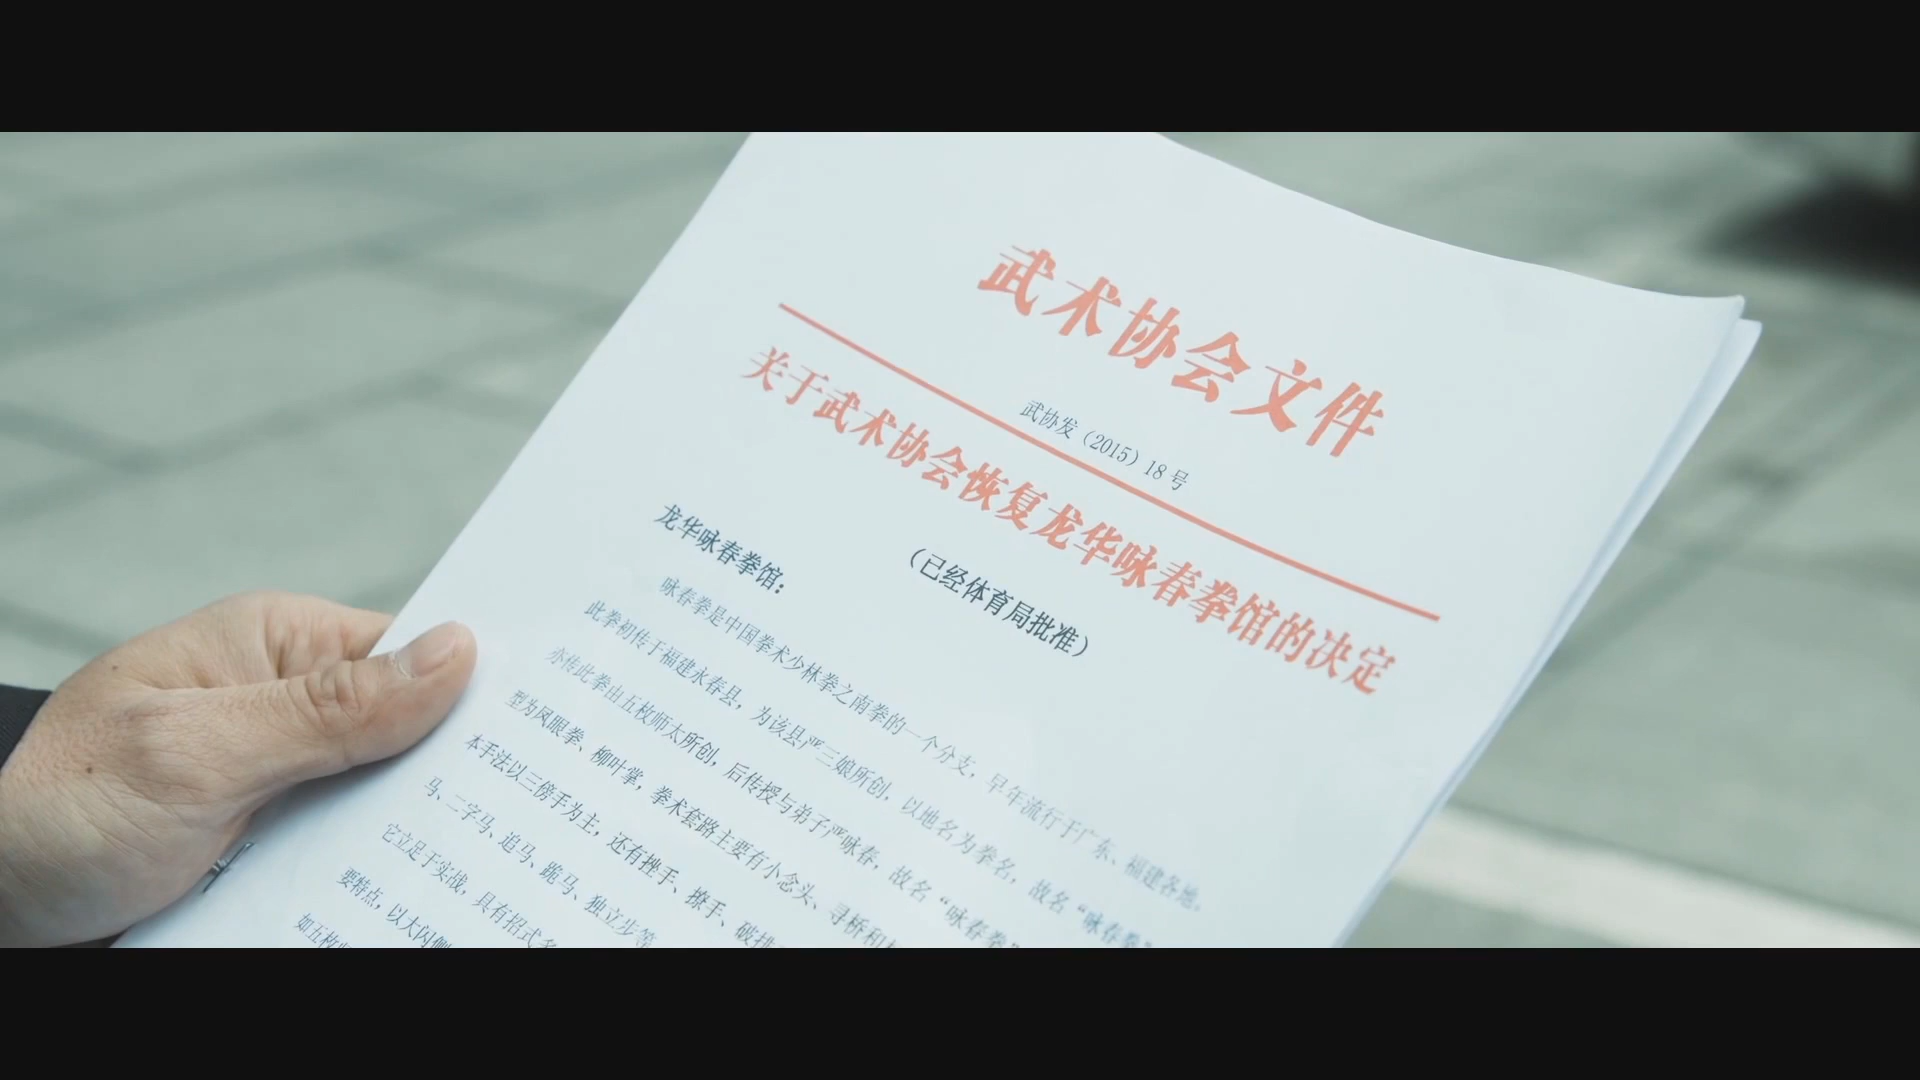 武术协会文件
武协发（2015）18 号
关于武术协会恢复龙华咏春拳馆的决定
（已经体育局批准）
龙华咏春拳馆：
咏春拳是中国拳术少林拳之南拳的一个分支，早年流行于广东、福建各地，
此拳初传于福建永春县，为该县严三娘所创，以地名为拳名，故名“咏春拳”
亦传此拳由五枚师太所创，后传授与弟子严咏春，故名“咏春拳”
型为凤眼拳、柳叶掌，拳术套路主要有小念头、寻桥和
本手法以三傍手为主，还有挫手、撩手、破排
马、二字马、追马、跪马、独立步等
它立足于实战，具有招式多
要特点，以大闪侧
如五枚师